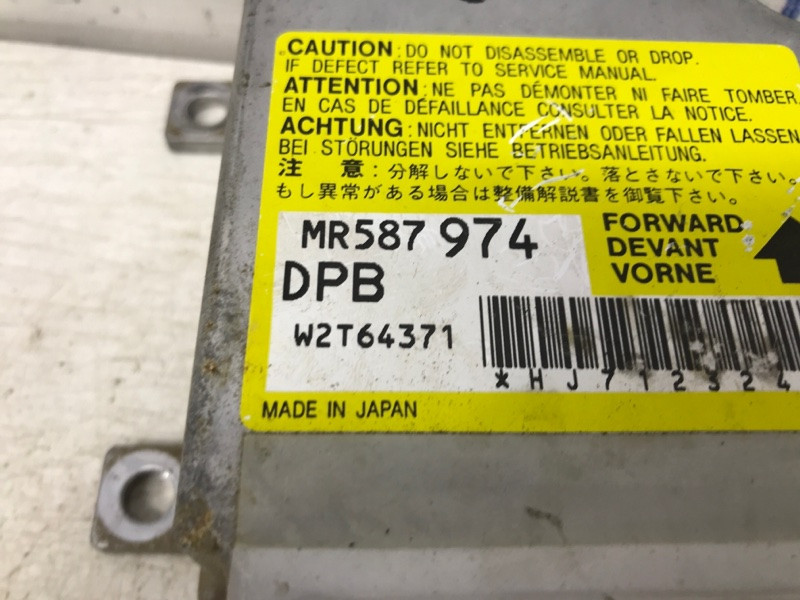 CAUTION : DO NOT DISASSEMBLE OR DROP.
IF DEFECT REFER TO SERVICE MANUAL.
ATTENTION : NE PAS DÉMONTER NI FAIRE TOMBER.
EN CAS DE DÉFAILLANCE CONSULTER LA NOTICE.
ACHTUNG : NICHT ENTFERNEN ODER FALLEN LASSEN
BEI STÖRUNGEN SIEHE BETRIEBSANLEITUNG.
注 意 : 分解しないで下さい。落とさないで下さい。
もし異常がある場合は整備解説書を御覧下さい。
MR587 974
DPB
W2T64371
FORWARD
DEVANT
VORNE
*HJ712324
MADE IN JAPAN